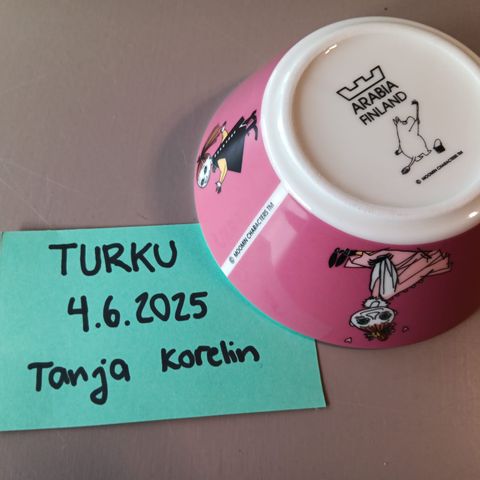 TURKU
4.6.2025
Tanja Korelin
ARABIA
FINLAND
© MOOMIN CHARACTERS TM
© MOOMIN CHARACTERS TM